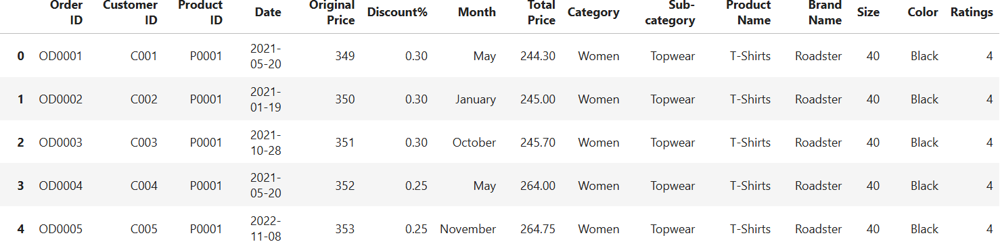 Order ID Customer ID Product ID Date Original Price Discount% Month Total Price Category Sub-category Product Name Brand Name Size Color Ratings
0 OD0001 C001 P0001 2021-05-20 349 0.30 May 244.30 Women Topwear T-Shirts Roadster 40 Black 4
1 OD0002 C002 P0001 2021-01-19 350 0.30 January 245.00 Women Topwear T-Shirts Roadster 40 Black 4
2 OD0003 C003 P0001 2021-10-28 351 0.30 October 245.70 Women Topwear T-Shirts Roadster 40 Black 4
3 OD0004 C004 P0001 2021-05-20 352 0.25 May 264.00 Women Topwear T-Shirts Roadster 40 Black 4
4 OD0005 C005 P0001 2022-11-08 353 0.25 November 264.75 Women Topwear T-Shirts Roadster 40 Black 4